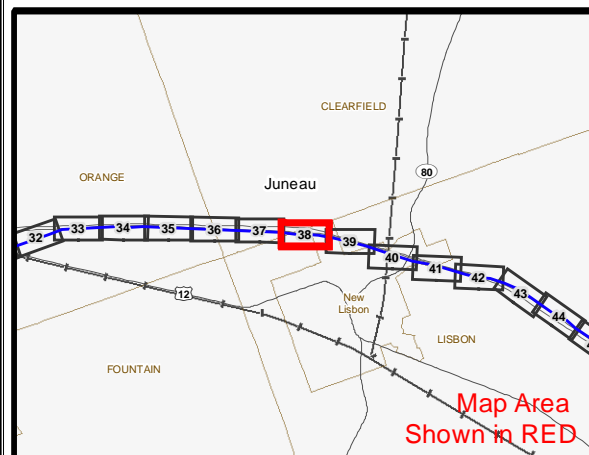 CLEARFIELD
80
ORANGE
Juneau
32
33
34
35
36
37
38
39
40
41
42
43
44
12
New
Lisbon
LISBON
FOUNTAIN
Map Area
Shown in RED